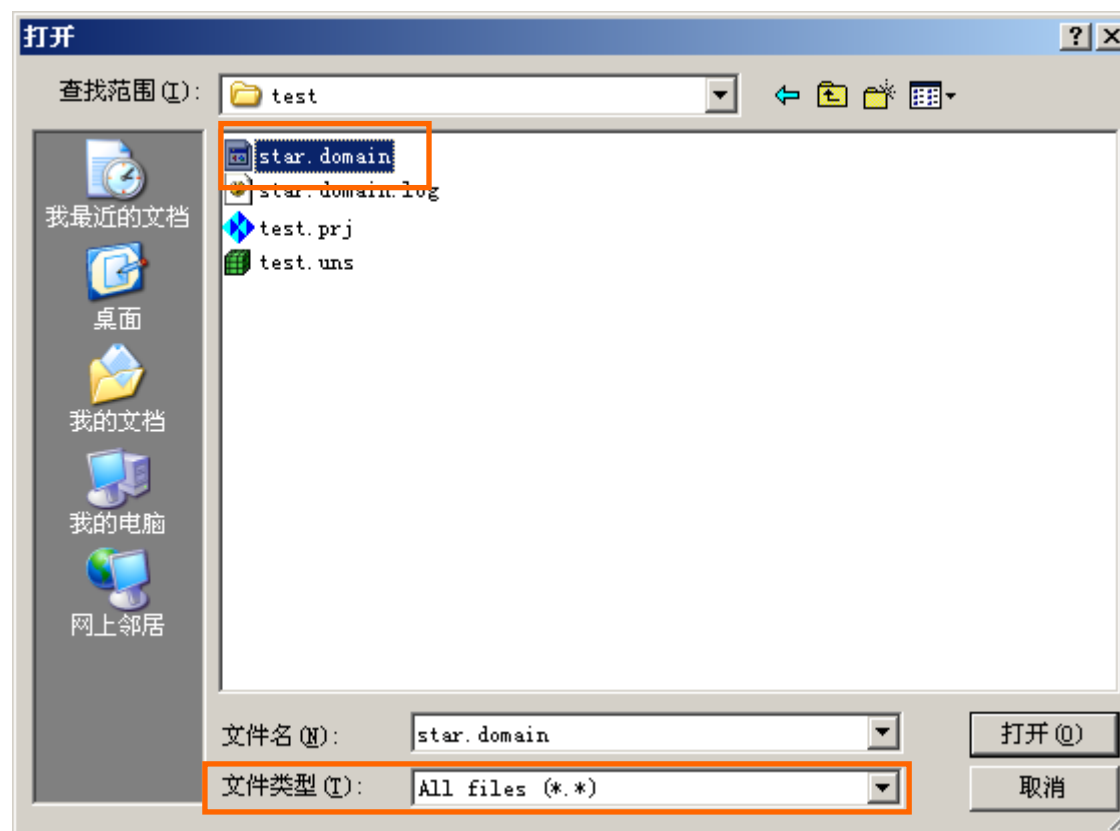 打开
查找范围(I):
test
star.domain
star.domain.log
test.prj
test.uns
我最近的文档
桌面
我的文档
我的电脑
网上邻居
文件名(N):
star.domain
打开(O)
文件类型(T):
All files (*.*)
取消